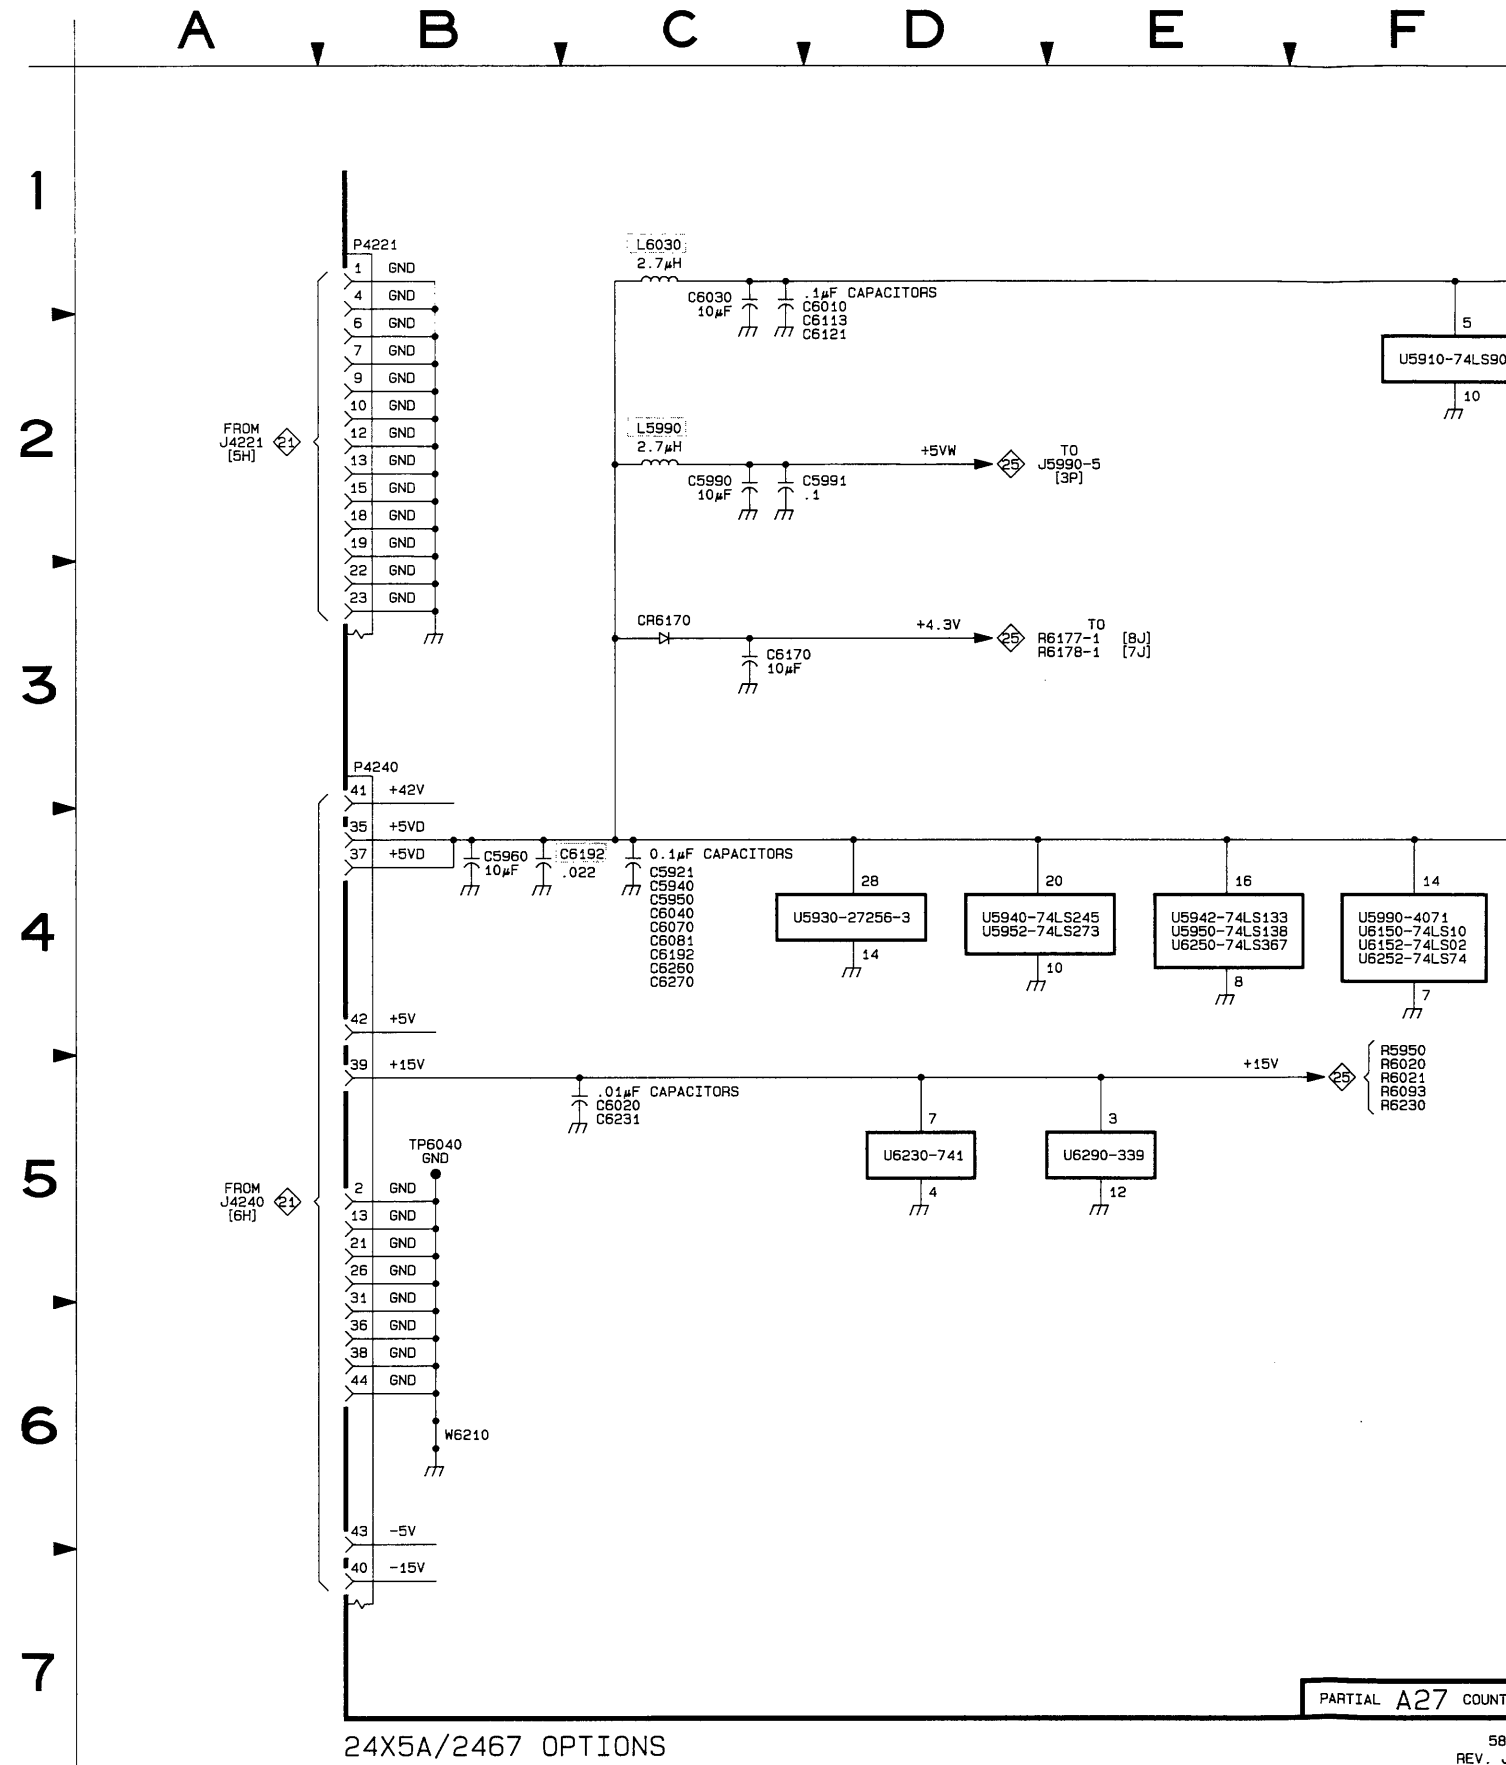 A B C D E F
1
P4221
1 GND
4 GND
6 GND
7 GND
9 GND
10 GND
12 GND
13 GND
15 GND
18 GND
19 GND
22 GND
23 GND
L6030
2.7µH
C6030
10µF
.1µF CAPACITORS
C6010
C6113
C6121
5
U5910-74LS90
10
2
FROM
J4221
[5H]
21
L5990
2.7µH
C5990
10µF
C5991
.1
+5VW
25
TO
J5990-5
[3P]
CR6170
C6170
10µF
+4.3V
25
TO
R6177-1 [8J]
R6178-1 [7J]
3
P4240
41 +42V
35 +5VD
37 +5VD
C5960
10µF
C6192
.022
0.1µF CAPACITORS
C5921
C5940
C5950
C6040
C6070
C6081
C6192
C6260
C6270
28
U5930-27256-3
14
20
U5940-74LS245
U5952-74LS273
10
16
U5942-74LS133
U5950-74LS138
U6250-74LS367
8
14
U5990-4071
U6150-74LS10
U6152-74LS02
U6252-74LS74
7
4
42 +5V
39 +15V
.01µF CAPACITORS
C6020
C6231
+15V
25
R5950
R6020
R6021
R6093
R6230
7
U6230-741
4
3
U6290-339
12
5
FROM
J4240
[6H]
21
TP6040
GND
2 GND
13 GND
21 GND
26 GND
31 GND
36 GND
38 GND
44 GND
6
W6210
43 -5V
40 -15V
7
PARTIAL A27 COUNT
24X5A/2467 OPTIONS
58
REV. J